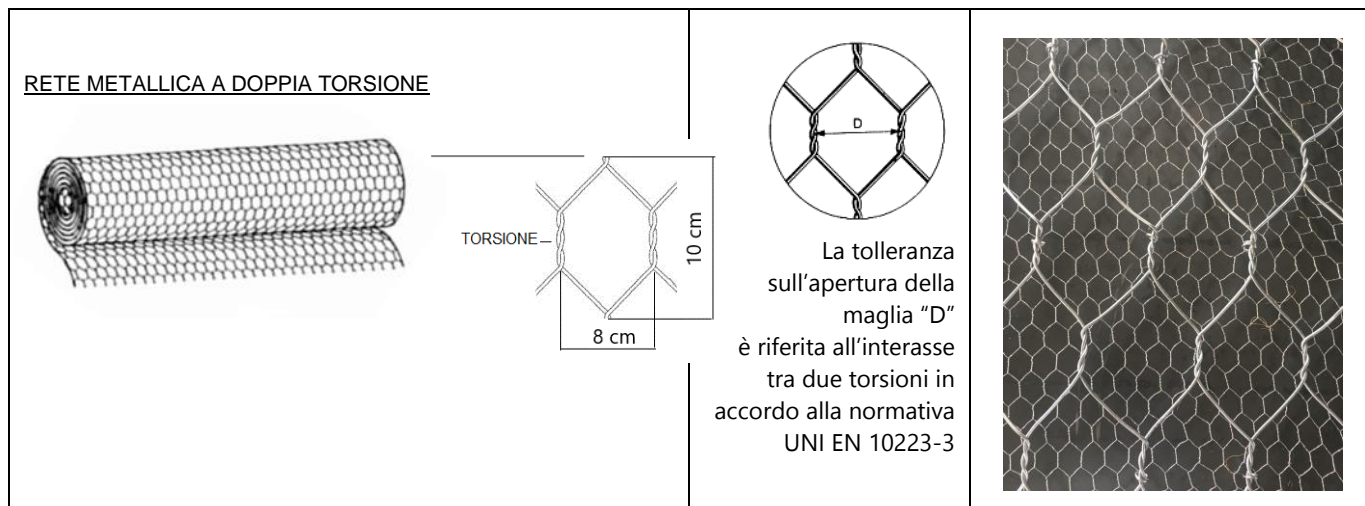 RETE METALLICA A DOPPIA TORSIONE
TORSIONE
10 cm
8 cm
D
La tolleranza
sull'apertura della
maglia “D”
è riferita all'interasse
tra due torsioni in
accordo alla normativa
UNI EN 10223-3